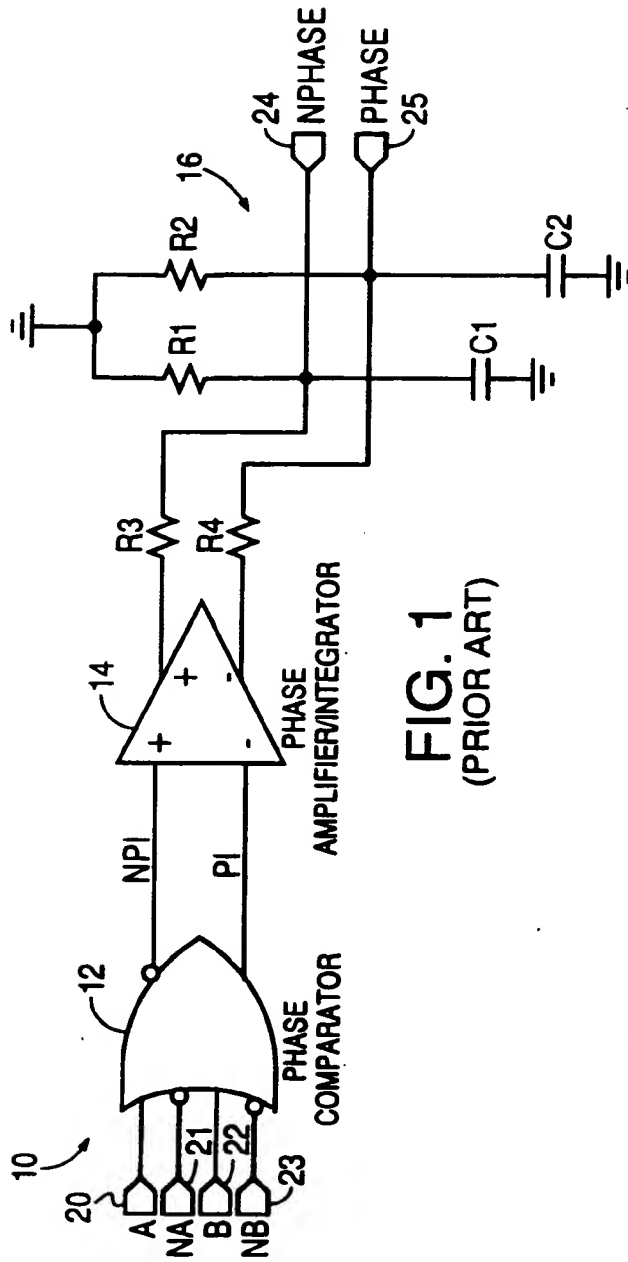 10
20
A
NA
21
B
22
NB
23
12
PHASE
COMPARATOR
NPI
PI
14
+
-
+
-
PHASE
AMPLIFIER/INTEGRATOR
R3
R4
R1
R2
C1
C2
16
24
NPHASE
PHASE
25
FIG. 1
(PRIOR ART)